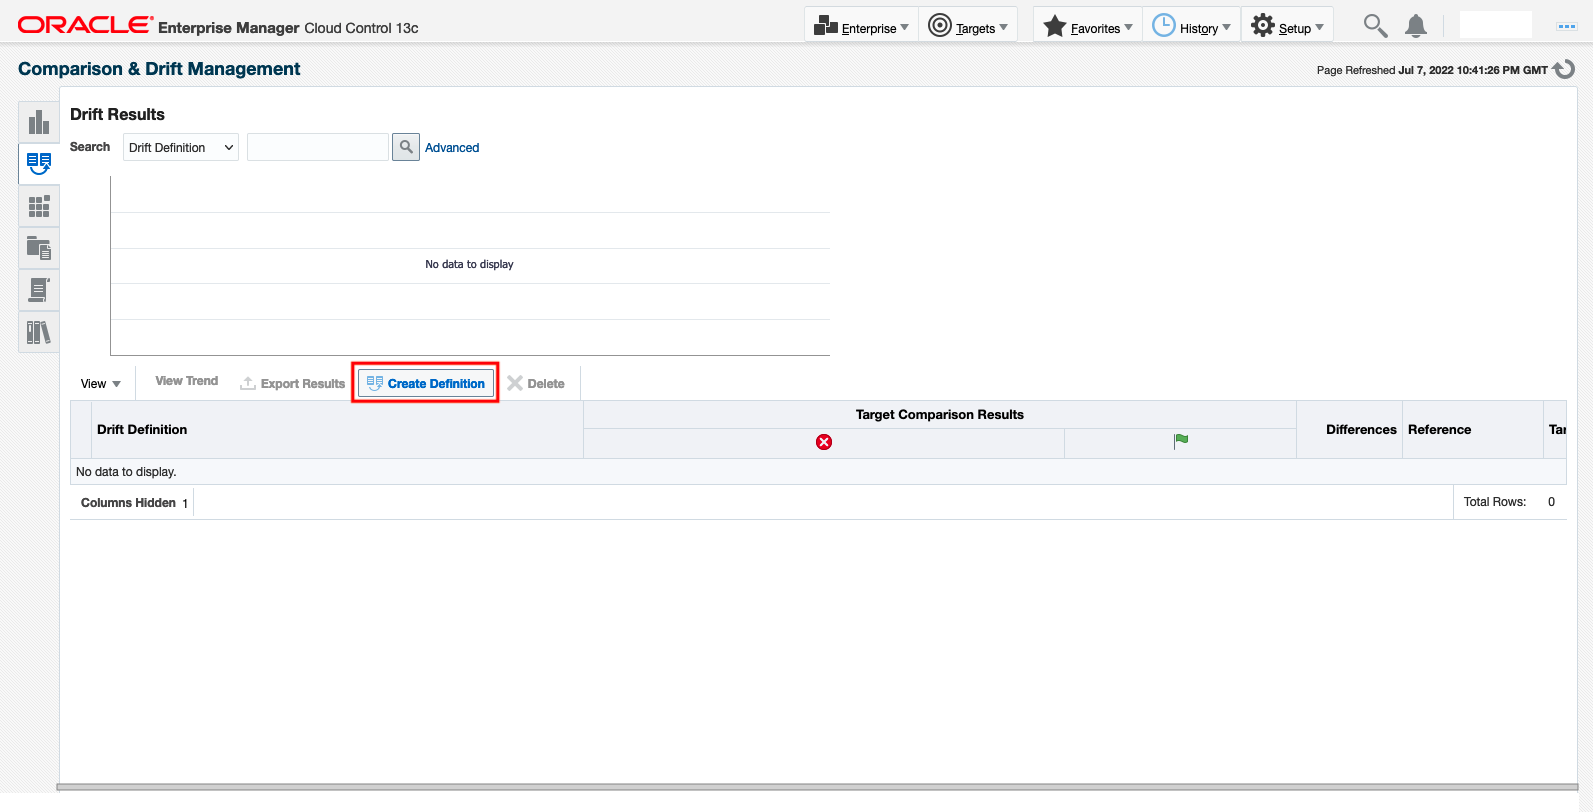 ORACLE Enterprise Manager Cloud Control 13c
Enterprise Targets Favorites History Setup
Comparison & Drift Management
Page Refreshed Jul 7, 2022 10:41:26 PM GMT
Drift Results
Search Drift Definition Advanced
No data to display
View View Trend Export Results Create Definition Delete
Drift Definition Target Comparison Results Differences Reference Tar
No data to display.
Columns Hidden 1 Total Rows: 0